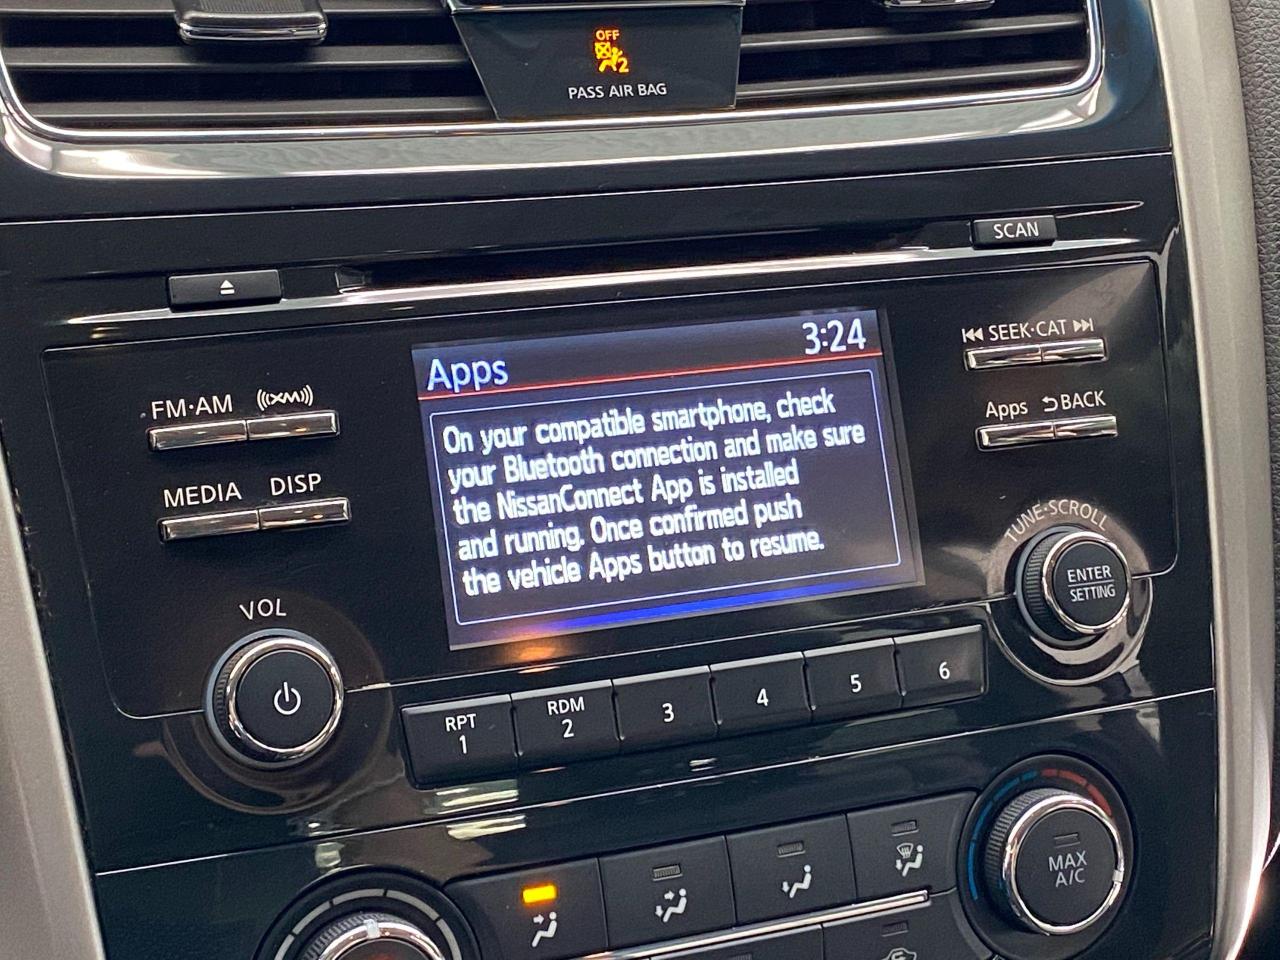 OFF
2
PASS AIR BAG
SCAN
Apps 3:24
On your compatible smartphone, check
your Bluetooth connection and make sure
the NissanConnect App is installed
and running. Once confirmed push
the vehicle Apps button to resume.
FM·AM ((XM))
MEDIA DISP
VOL
SEEK·CAT
Apps BACK
TUNE·SCROLL
ENTER
SETTING
RPT
1
RDM
2
3
4
5
6
MAX
A/C